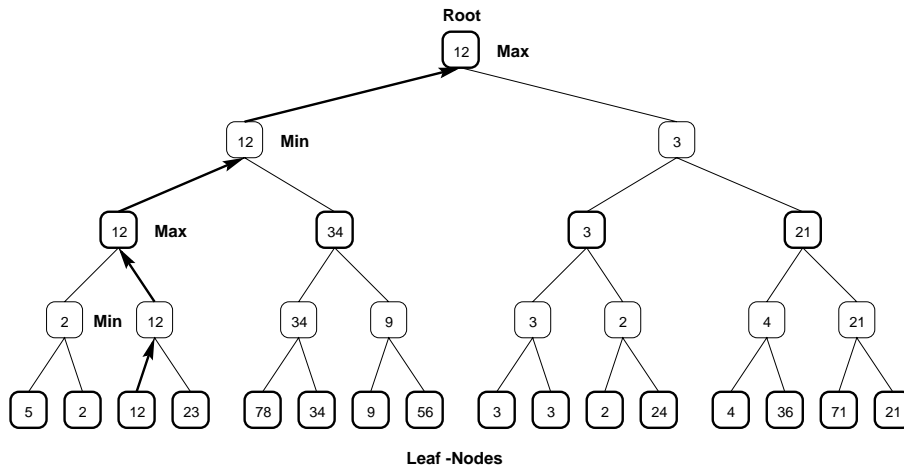 Root
12 Max
12 Min 3
12 Max 34 3 21
2 Min 12 34 9 3 2 4 21
5 2 12 23 78 34 9 56 3 3 2 24 4 36 71 21
Leaf -Nodes